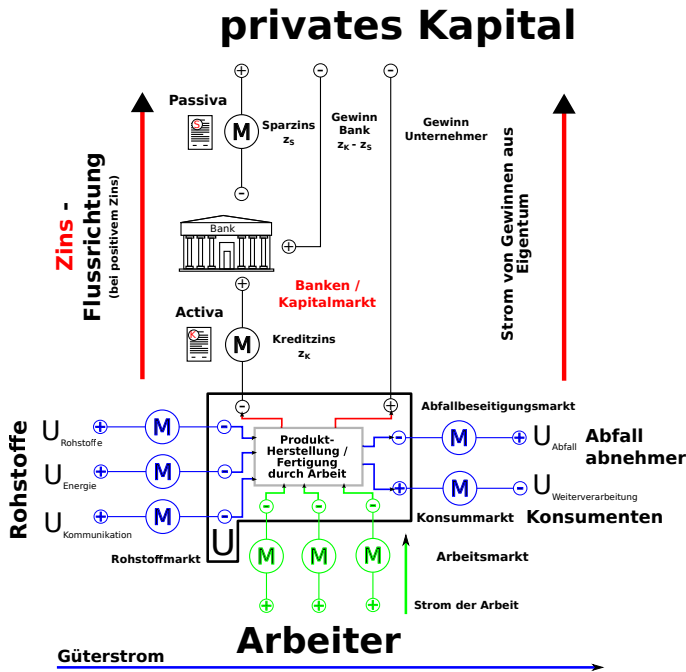 privates Kapital
Passiva
S
M
Sparzins
zS
Gewinn
Bank
zK - zS
Gewinn
Unternehmer
Zins -
Flussrichtung
(bei positivem Zins)
Strom von Gewinnen aus
Eigentum
Bank
Banken /
Kapitalmarkt
Activa
K
M
Kreditzins
zK
Rohstoffe
URohstoffe
M
UEnergie
M
UKommunikation
M
Produkt-
Herstellung /
Fertigung
durch Arbeit
Abfallbeseitigungsmarkt
M
UAbfall
Abfall
abnehmer
M
UWeiterverarbeitung
Konsummarkt
Konsumenten
U
Rohstoffmarkt
M
M
M
Arbeitsmarkt
Strom der Arbeit
Arbeiter
Güterstrom